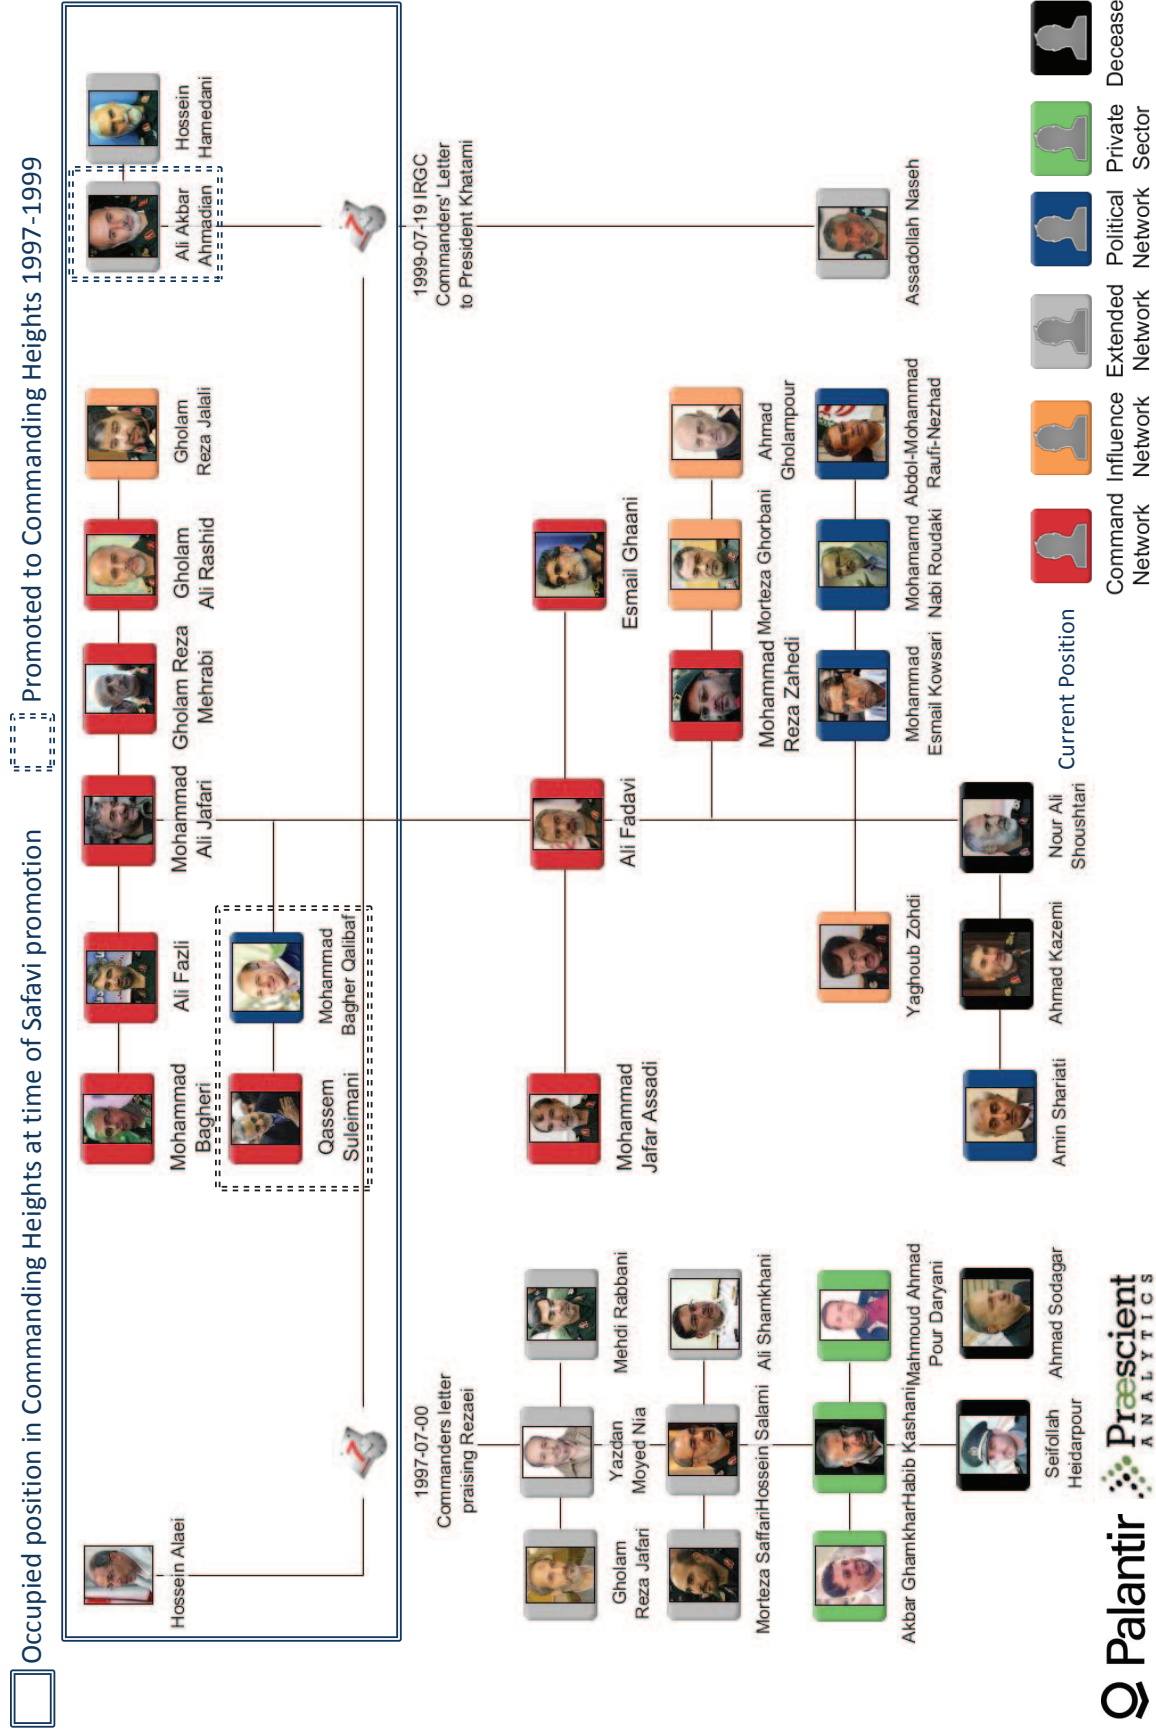 Occupied position in Commanding Heights at time of Safavi promotion
Promoted to Commanding Heights 1997-1999
Hossein Alaei
Mohammad
Bagheri
Ali Fazli
Mohammad
Ali Jafari
Gholam Reza
Mehrabi
Gholam
Ali Rashid
Gholam
Reza Jalali
Ali Akbar
Ahmadian
Hossein
Hamedani
Qassem
Suleimani
Mohammad
Bagher Qalibaf
1997-07-00
Commanders letter
praising Rezaei
1999-07-19 IRGC
Commanders' Letter
to President Khatami
Gholam
Reza Jafari
Yazdan
Moyed Nia
Mehdi Rabbani
Mohammad
Jafar Assadi
Ali Fadavi
Esmail Ghaani
Morteza Saffari
Hossein Salami
Ali Shamkhani
Mohammad
Reza Zahedi
Morteza Ghorbani
Ahmad
Gholampour
Akbar Ghamkhar
Habib Kashani
Mahmoud Ahmad
Pour Daryani
Yaghoub Zohdi
Mohammad
Esmail Kowsari
Mohamamd
Nabi Roudaki
Abdol-Mohammad
Raufi-Nezhad
Assadollah Naseh
Seifollah
Heidarpour
Ahmad Sodagar
Amin Shariati
Ahmad Kazemi
Nour Ali
Shoushtari
Current Position
Command
Network
Influence
Network
Extended
Network
Political
Network
Private
Sector
Decease
Palantir
Præscient
ANALYTICS